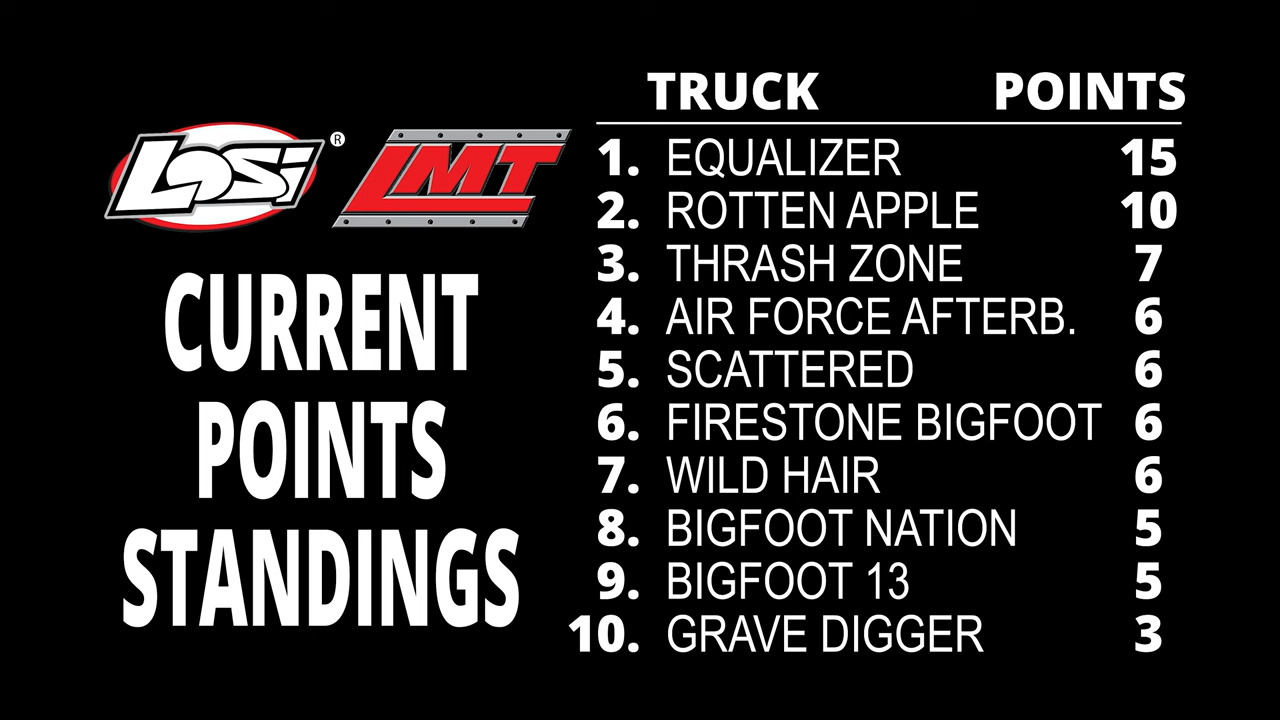 LOSI ®
LMT
CURRENT
POINTS
STANDINGS
TRUCK POINTS
1. EQUALIZER 15
2. ROTTEN APPLE 10
3. THRASH ZONE 7
4. AIR FORCE AFTERB. 6
5. SCATTERED 6
6. FIRESTONE BIGFOOT 6
7. WILD HAIR 6
8. BIGFOOT NATION 5
9. BIGFOOT 13 5
10. GRAVE DIGGER 3